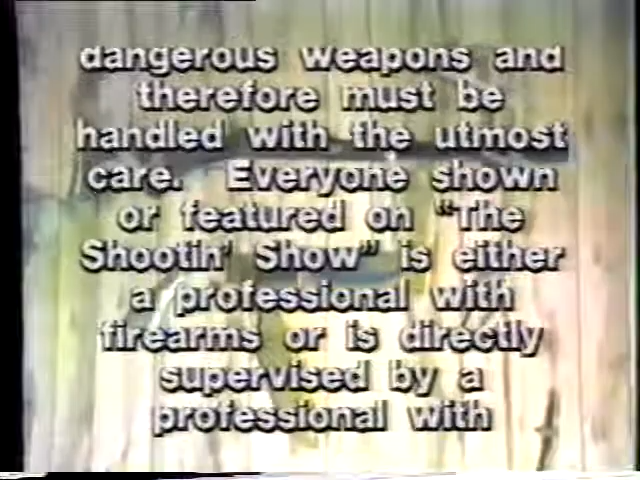 dangerous weapons and
therefore must be
handled with the utmost
care. Everyone shown
or featured on "The
Shootin' Show" is either
a professional with
firearms or is directly
supervised by a
professional with